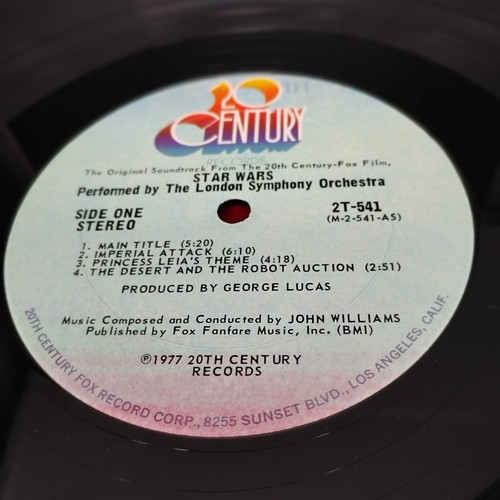 20TH
CENTURY
RECORDS
The Original Soundtrack From The 20th Century-Fox Film,
STAR WARS
Performed by The London Symphony Orchestra
SIDE ONE
STEREO
2T-541
(M-2-541-AS)
1. MAIN TITLE (5:20)
2. IMPERIAL ATTACK (6:10)
3. PRINCESS LEIA'S THEME (4:18)
4. THE DESERT AND THE ROBOT AUCTION (2:51)
PRODUCED BY GEORGE LUCAS
Music Composed and Conducted by JOHN WILLIAMS
Published by Fox Fanfare Music, Inc. (BMI)
℗1977 20TH CENTURY
RECORDS
20TH CENTURY FOX RECORD CORP., 8255 SUNSET BLVD., LOS ANGELES, CALIF.